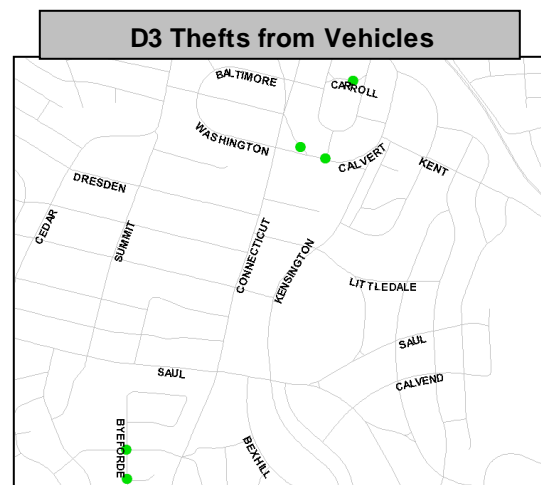 D3 Thefts from Vehicles
BALTIMORE
CARROLL
WASHINGTON
CALVERT
KENT
DRESDEN
CEDAR
SUMMIT
CONNECTICUT
KENSINGTON
LITTLEDALE
SAUL
SAUL
CALVEND
BYEFORDE
BEXHILL